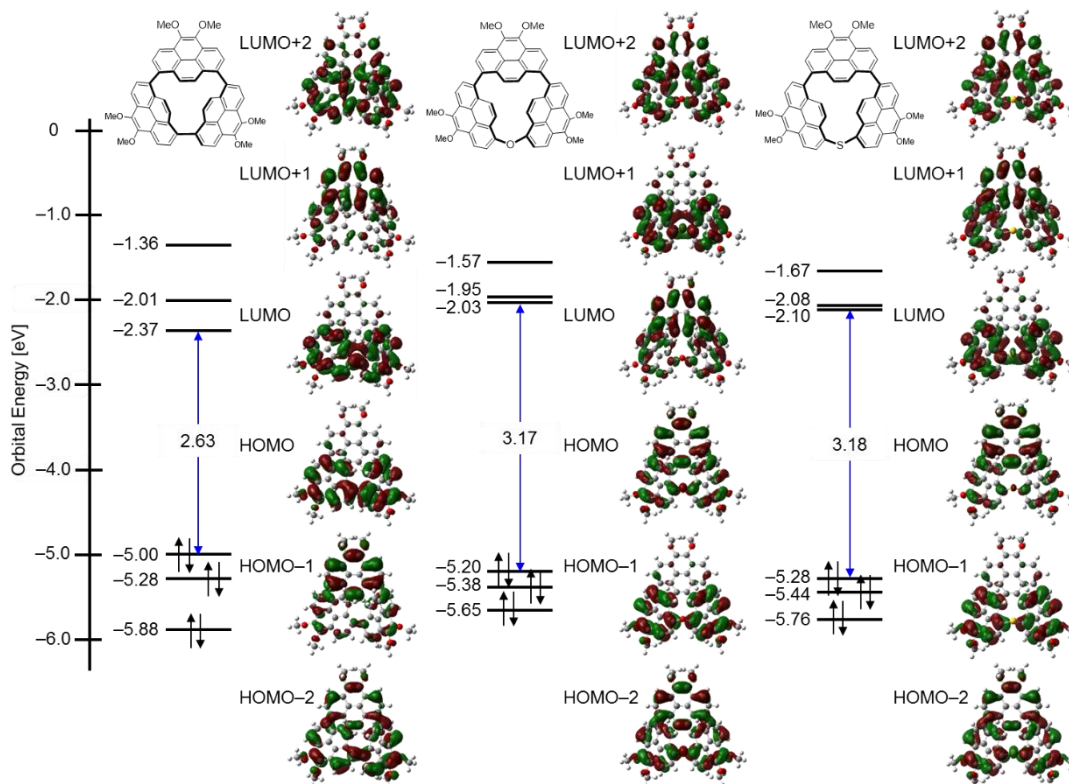 Orbital Energy [eV]
0
–1.0
–2.0
–3.0
–4.0
–5.0
–6.0
MeO OMe
MeO OMe
MeO OMe
–1.36
–2.01
–2.37
2.63
–5.00
–5.28
–5.88
LUMO+2
LUMO+1
LUMO
HOMO
HOMO–1
HOMO–2
MeO OMe
MeO OMe
MeO O OMe
–1.57
–1.95
–2.03
3.17
–5.20
–5.38
–5.65
LUMO+2
LUMO+1
LUMO
HOMO
HOMO–1
HOMO–2
MeO OMe
MeO OMe
MeO S OMe
–1.67
–2.08
–2.10
3.18
–5.28
–5.44
–5.76
LUMO+2
LUMO+1
LUMO
HOMO
HOMO–1
HOMO–2